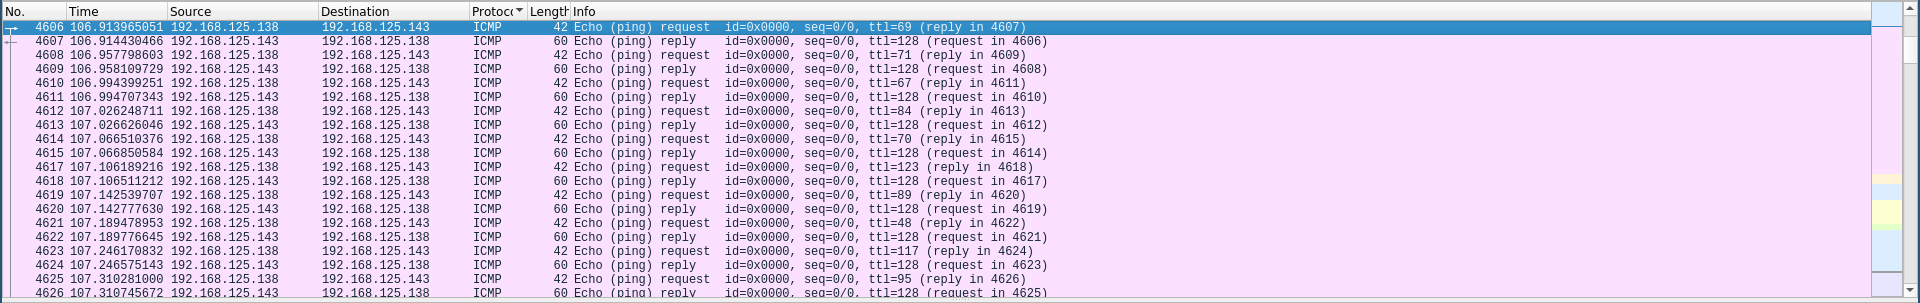 No. Time Source Destination Protoc Length Info
4606 106.913965051 192.168.125.138 192.168.125.143 ICMP 42 Echo (ping) request id=0x0000, seq=0/0, ttl=69 (reply in 4607)
4607 106.914430466 192.168.125.143 192.168.125.138 ICMP 60 Echo (ping) reply id=0x0000, seq=0/0, ttl=128 (request in 4606)
4608 106.957798603 192.168.125.138 192.168.125.143 ICMP 42 Echo (ping) request id=0x0000, seq=0/0, ttl=71 (reply in 4609)
4609 106.958109729 192.168.125.143 192.168.125.138 ICMP 60 Echo (ping) reply id=0x0000, seq=0/0, ttl=128 (request in 4608)
4610 106.994399251 192.168.125.138 192.168.125.143 ICMP 42 Echo (ping) request id=0x0000, seq=0/0, ttl=67 (reply in 4611)
4611 106.994707343 192.168.125.143 192.168.125.138 ICMP 60 Echo (ping) reply id=0x0000, seq=0/0, ttl=128 (request in 4610)
4612 107.026248711 192.168.125.138 192.168.125.143 ICMP 42 Echo (ping) request id=0x0000, seq=0/0, ttl=84 (reply in 4613)
4613 107.026626046 192.168.125.143 192.168.125.138 ICMP 60 Echo (ping) reply id=0x0000, seq=0/0, ttl=128 (request in 4612)
4614 107.066510376 192.168.125.138 192.168.125.143 ICMP 42 Echo (ping) request id=0x0000, seq=0/0, ttl=70 (reply in 4615)
4615 107.066850584 192.168.125.143 192.168.125.138 ICMP 60 Echo (ping) reply id=0x0000, seq=0/0, ttl=128 (request in 4614)
4617 107.106189216 192.168.125.138 192.168.125.143 ICMP 42 Echo (ping) request id=0x0000, seq=0/0, ttl=123 (reply in 4618)
4618 107.106511212 192.168.125.143 192.168.125.138 ICMP 60 Echo (ping) reply id=0x0000, seq=0/0, ttl=128 (request in 4617)
4619 107.142539707 192.168.125.138 192.168.125.143 ICMP 42 Echo (ping) request id=0x0000, seq=0/0, ttl=89 (reply in 4620)
4620 107.142777630 192.168.125.143 192.168.125.138 ICMP 60 Echo (ping) reply id=0x0000, seq=0/0, ttl=128 (request in 4619)
4621 107.189478953 192.168.125.138 192.168.125.143 ICMP 42 Echo (ping) request id=0x0000, seq=0/0, ttl=48 (reply in 4622)
4622 107.189776645 192.168.125.143 192.168.125.138 ICMP 60 Echo (ping) reply id=0x0000, seq=0/0, ttl=128 (request in 4621)
4623 107.246170832 192.168.125.138 192.168.125.143 ICMP 42 Echo (ping) request id=0x0000, seq=0/0, ttl=117 (reply in 4624)
4624 107.246575143 192.168.125.143 192.168.125.138 ICMP 60 Echo (ping) reply id=0x0000, seq=0/0, ttl=128 (request in 4623)
4625 107.310281000 192.168.125.138 192.168.125.143 ICMP 42 Echo (ping) request id=0x0000, seq=0/0, ttl=95 (reply in 4626)
4626 107.310745672 192.168.125.143 192.168.125.138 ICMP 60 Echo (ping) reply id=0x0000, seq=0/0, ttl=128 (request in 4625)